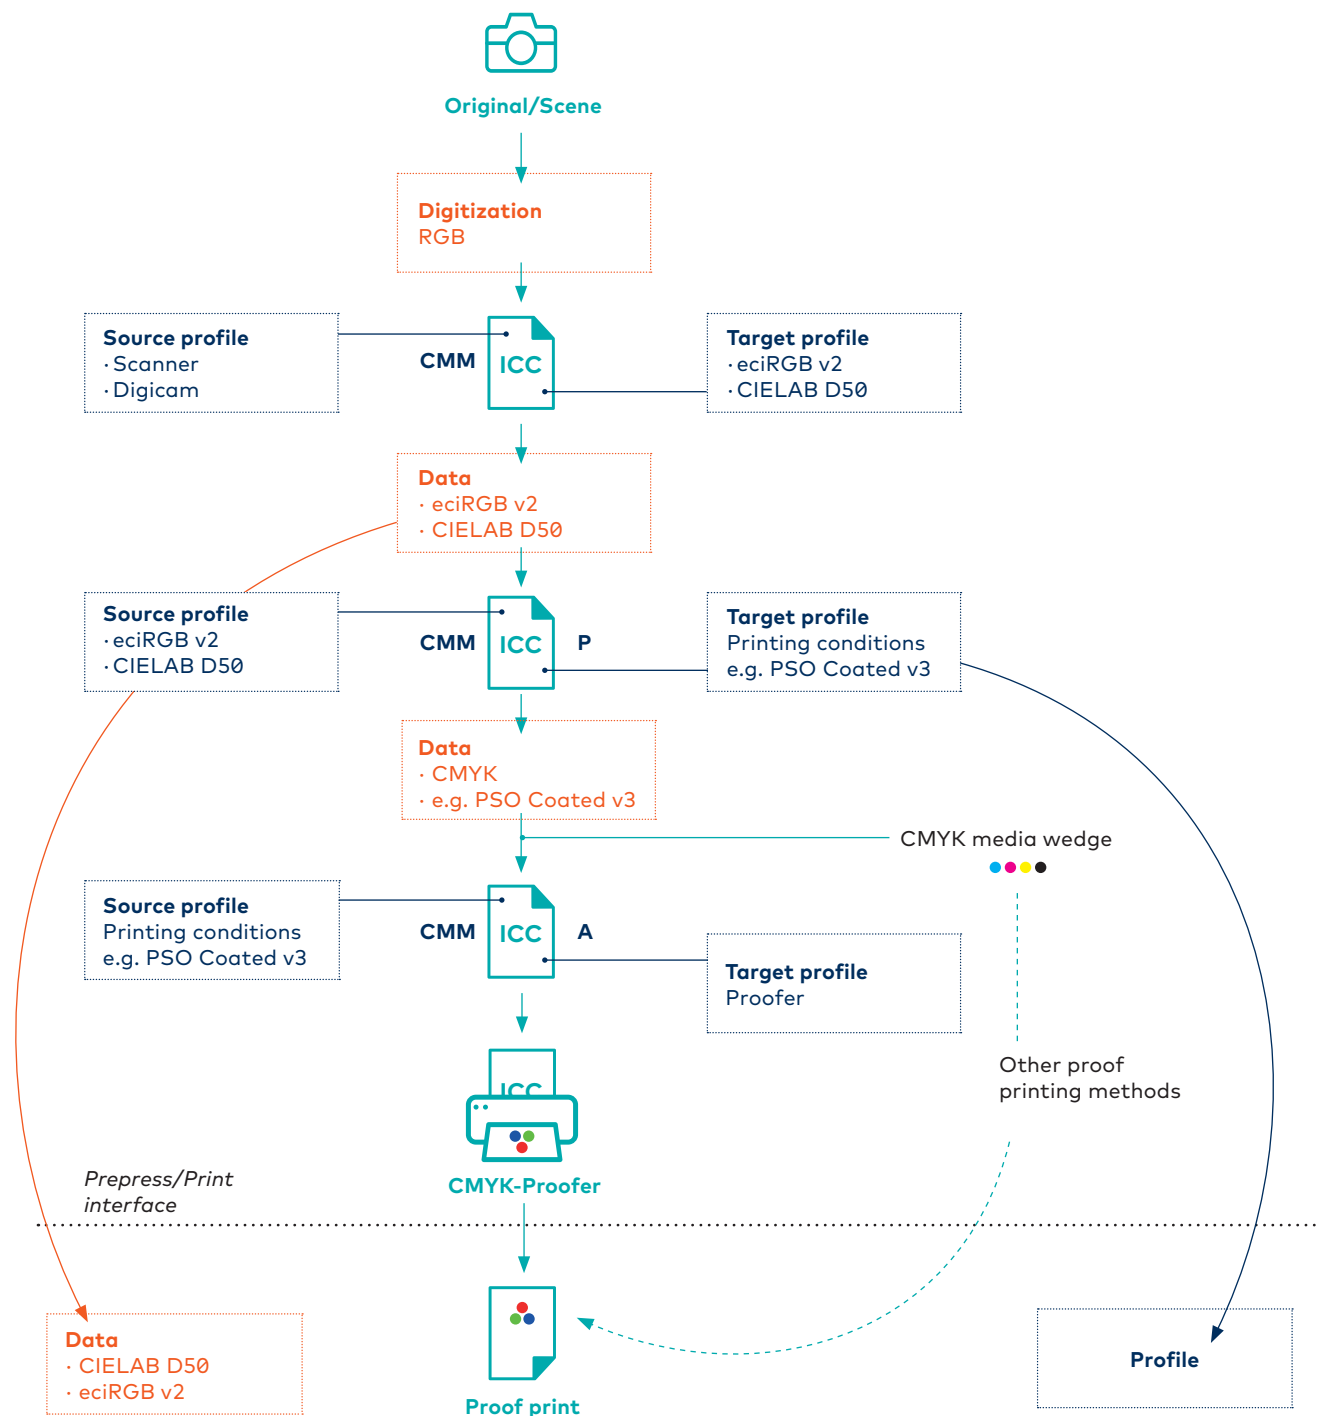 Original/Scene
Digitization
RGB
Source profile
· Scanner
· Digicam
CMM
ICC
Target profile
· eciRGB v2
· CIELAB D50
Data
· eciRGB v2
· CIELAB D50
Source profile
· eciRGB v2
· CIELAB D50
CMM
ICC
P
Target profile
Printing conditions
e.g. PSO Coated v3
Data
· CMYK
· e.g. PSO Coated v3
CMYK media wedge
Source profile
Printing conditions
e.g. PSO Coated v3
CMM
ICC
A
Target profile
Proofer
Other proof
printing methods
ICC
CMYK-Proofer
Prepress/Print
interface
Data
· CIELAB D50
· eciRGB v2
Proof print
Profile